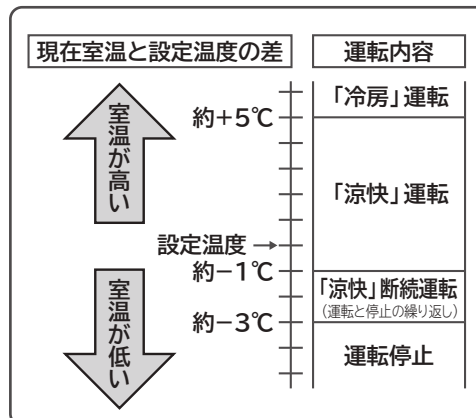 現在室温と設定温度の差
運転内容
室温が高い
約+5℃
設定温度→
約−1℃
約−3℃
室温が低い
「冷房」運転
「涼快」運転
「涼快」断続運転
(運転と停止の繰り返し)
運転停止